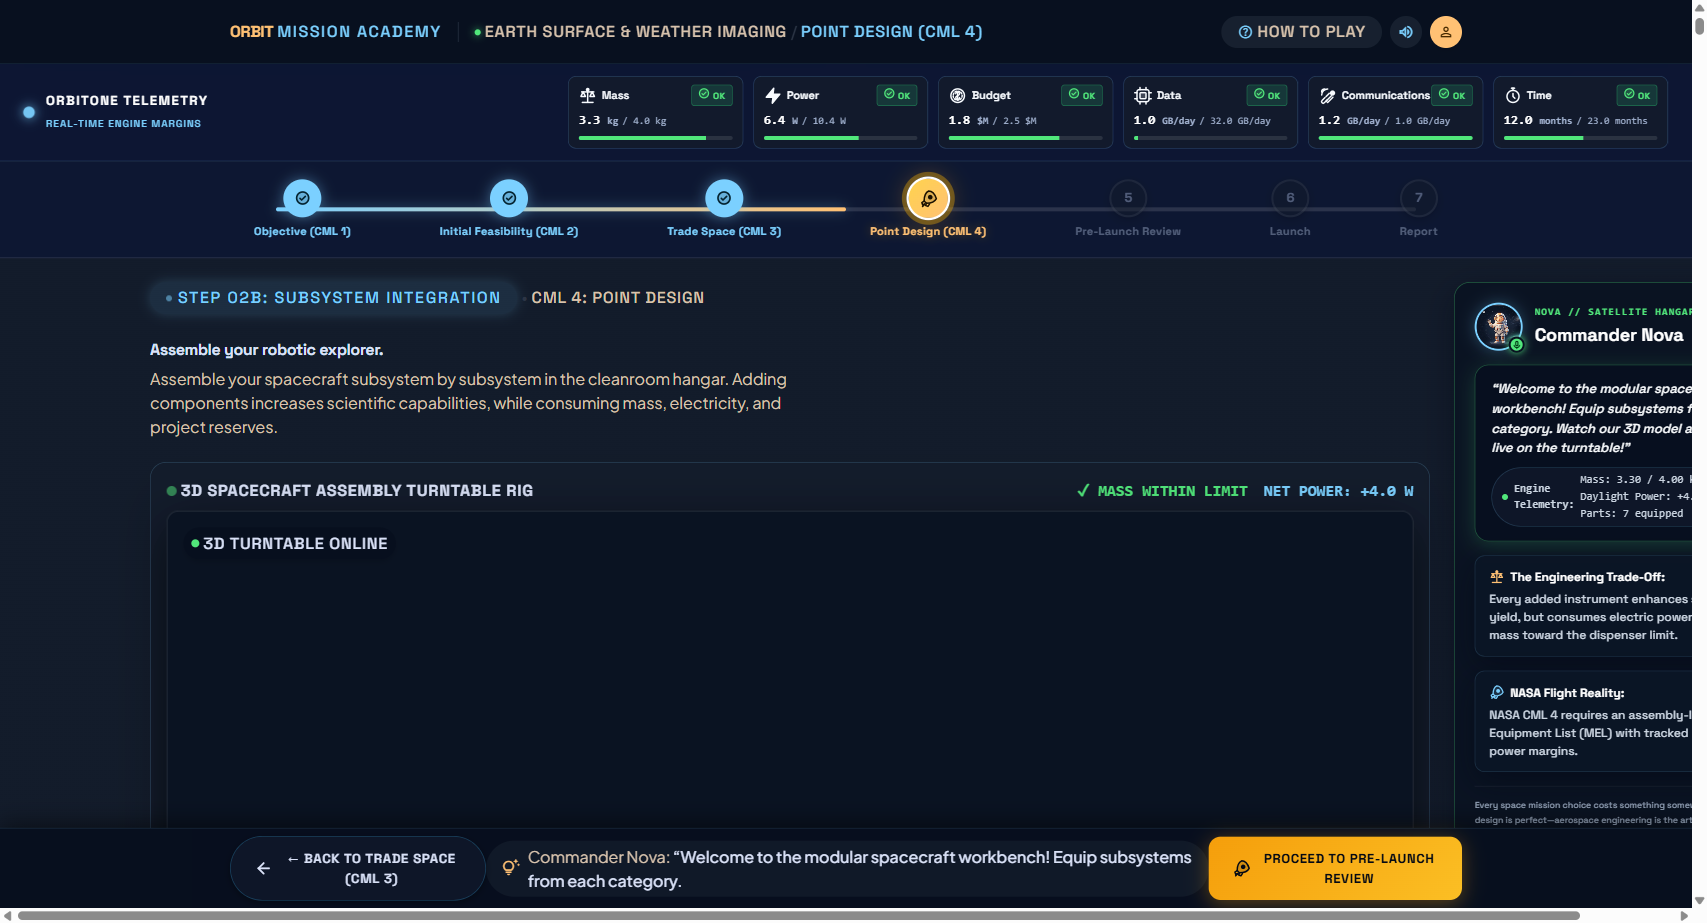 ORBIT MISSION ACADEMY
EARTH SURFACE & WEATHER IMAGING / POINT DESIGN (CML 4)
HOW TO PLAY
ORBITONE TELEMETRY
REAL-TIME ENGINE MARGINS
Mass OK
3.3 kg / 4.0 kg
Power OK
6.4 W / 10.4 W
Budget OK
1.8 $M / 2.5 $M
Data OK
1.0 GB/day / 32.0 GB/day
Communications OK
1.2 GB/day / 1.0 GB/day
Time OK
12.0 months / 23.0 months
Objective (CML 1)
Initial Feasibility (CML 2)
Trade Space (CML 3)
Point Design (CML 4)
5
Pre-Launch Review
6
Launch
7
Report
STEP 02B: SUBSYSTEM INTEGRATION
CML 4: POINT DESIGN
Assemble your robotic explorer.
Assemble your spacecraft subsystem by subsystem in the cleanroom hangar. Adding
components increases scientific capabilities, while consuming mass, electricity, and
project reserves.
3D SPACECRAFT ASSEMBLY TURNTABLE RIG
✓ MASS WITHIN LIMIT NET POWER: +4.0 W
3D TURNTABLE ONLINE
NOVA // SATELLITE HANGAR
Commander Nova
“Welcome to the modular space
workbench! Equip subsystems f
category. Watch our 3D model a
live on the turntable!”
Engine
Telemetry:
Mass: 3.30 / 4.00 k
Daylight Power: +4.
Parts: 7 equipped
The Engineering Trade-Off:
Every added instrument enhances s
yield, but consumes electric power
mass toward the dispenser limit.
NASA Flight Reality:
NASA CML 4 requires an assembly-l
Equipment List (MEL) with tracked
power margins.
Every space mission choice costs something somew
design is perfect—aerospace engineering is the art
← BACK TO TRADE SPACE
(CML 3)
Commander Nova: “Welcome to the modular spacecraft workbench! Equip subsystems
from each category.
PROCEED TO PRE-LAUNCH
REVIEW